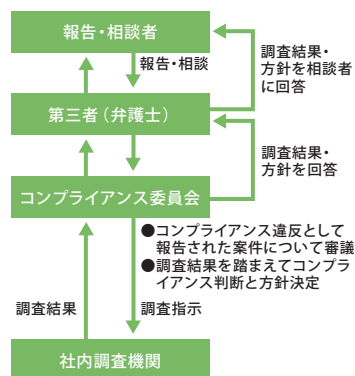 報告・相談者
報告・相談
調査結果・
方針を相談者
に回答
第三者（弁護士）
調査結果・
方針を回答
コンプライアンス委員会
●コンプライアンス違反として
報告された案件について審議
●調査結果を踏まえてコンプラ
イアンス判断と方針決定
調査結果
調査指示
社内調査機関